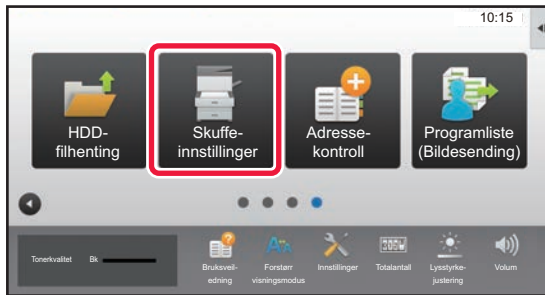 10:15
HDD-
filhenting
Skuffe-
innstillinger
Adresse-
kontroll
Programliste
(Bildesending)
Tonerkvalitet Bk
Bruksveil-
edning
Forstørr
visningsmodus
Innstillinger
Totalantall
Lysstyrke-
justering
Volum